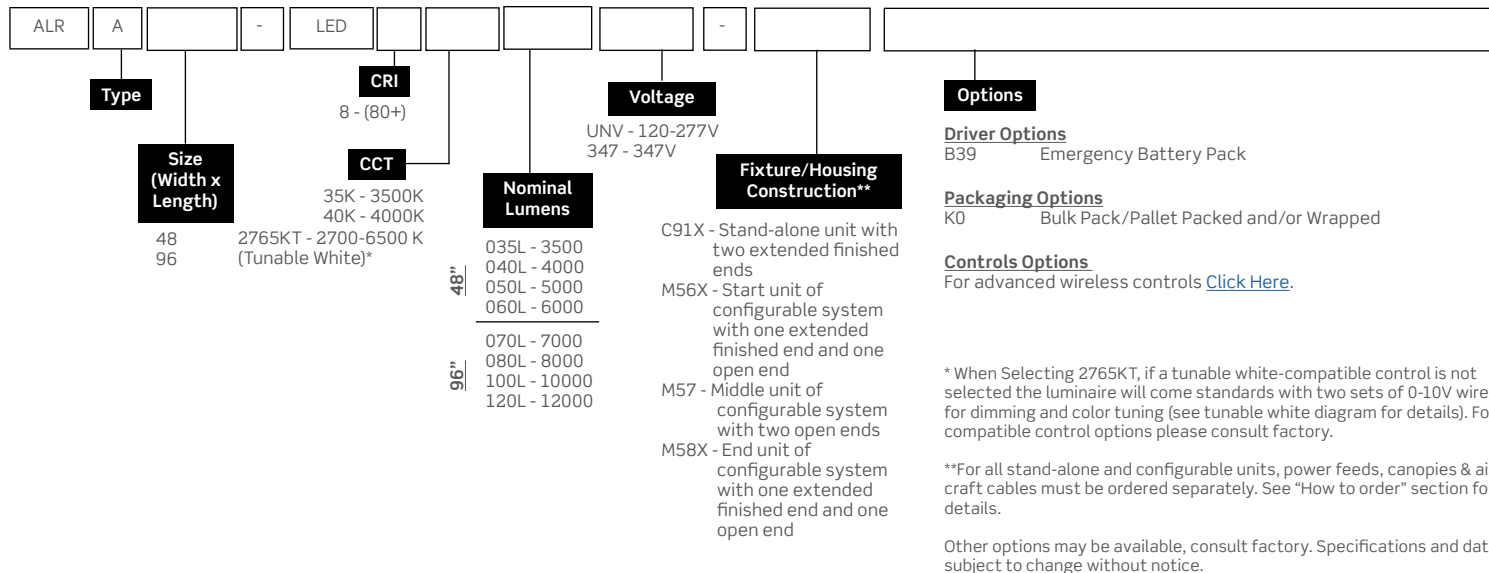 ALR A - LED -
Type
Size
(Width x
Length)
48
96
CRI
8 - (80+)
CCT
35K - 3500K
40K - 4000K
2765KT - 2700-6500 K
(Tunable White)*
Nominal
Lumens
48”
035L - 3500
040L - 4000
050L - 5000
060L - 6000
96”
070L - 7000
080L - 8000
100L - 10000
120L - 12000
Voltage
UNV - 120-277V
347 - 347V
Fixture/Housing
Construction**
C91X - Stand-alone unit with
two extended finished
ends
M56X - Start unit of
configurable system
with one extended
finished end and one
open end
M57 - Middle unit of
configurable system
with two open ends
M58X - End unit of
configurable system
with one extended
finished end and one
open end
Options
Driver Options
B39 Emergency Battery Pack
Packaging Options
K0 Bulk Pack/Pallet Packed and/or Wrapped
Controls Options
For advanced wireless controls Click Here.
* When Selecting 2765KT, if a tunable white-compatible control is not
selected the luminaire will come standards with two sets of 0-10V wire
for dimming and color tuning (see tunable white diagram for details). Fo
compatible control options please consult factory.
**For all stand-alone and configurable units, power feeds, canopies & ai
craft cables must be ordered separately. See “How to order” section fo
details.
Other options may be available, consult factory. Specifications and dat
subject to change without notice.